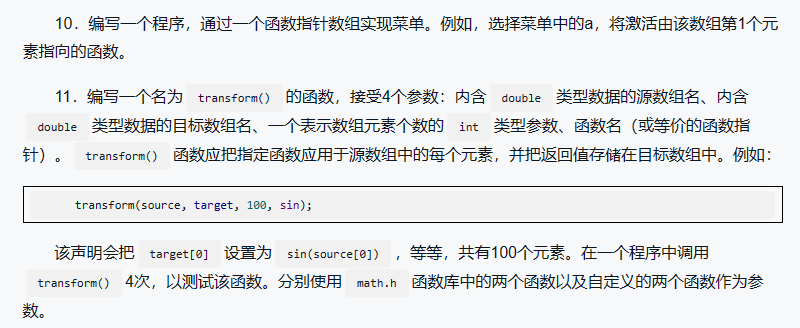 10．编写一个程序，通过一个函数指针数组实现菜单。例如，选择菜单中的a，将激活由该数组第1个元
素指向的函数。
11．编写一个名为 transform() 的函数，接受4个参数：内含 double 类型数据的源数组名、内含
double 类型数据的目标数组名、一个表示数组元素个数的 int 类型参数、函数名（或等价的函数指
针）。 transform() 函数应把指定函数应用于源数组中的每个元素，并把返回值存储在目标数组中。例如：
transform(source, target, 100, sin);
该声明会把 target[0] 设置为 sin(source[0]) ，等等，共有100个元素。在一个程序中调用
transform() 4次，以测试该函数。分别使用 math.h 函数库中的两个函数以及自定义的两个函数作为参
数。